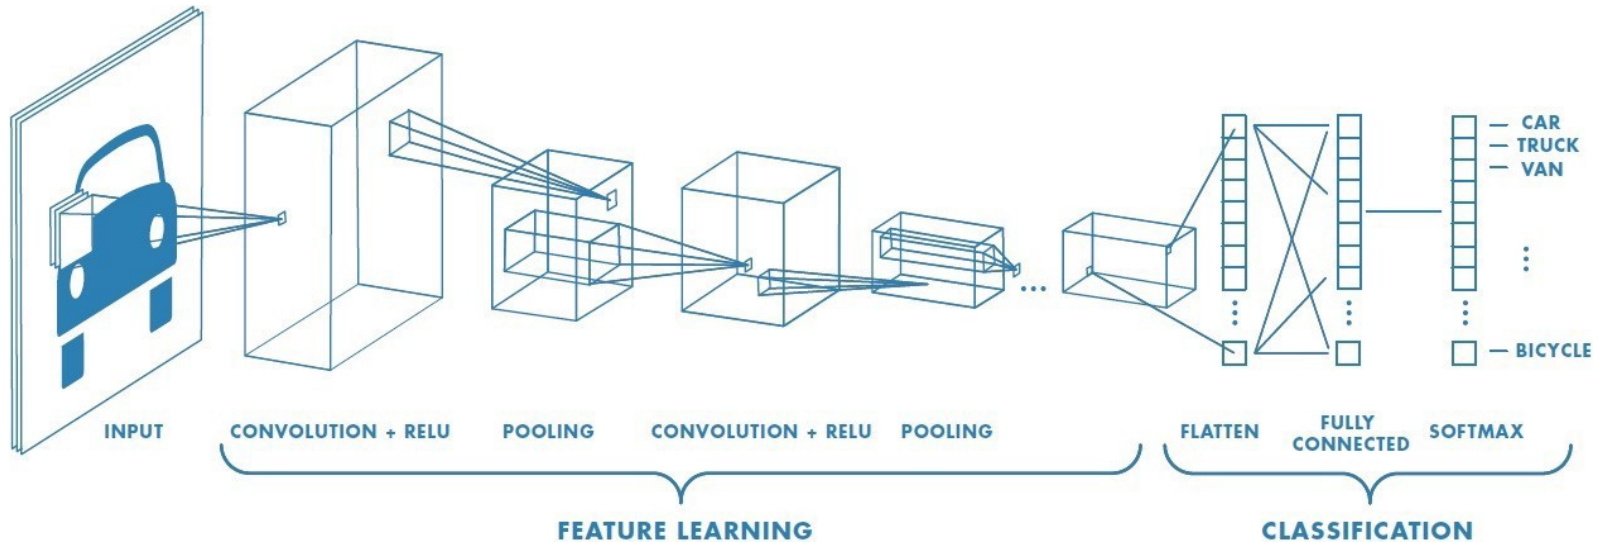 CAR
TRUCK
VAN
BICYCLE
INPUT
CONVOLUTION + RELU
POOLING
CONVOLUTION + RELU
POOLING
FLATTEN
FULLY
CONNECTED
SOFTMAX
FEATURE LEARNING
CLASSIFICATION